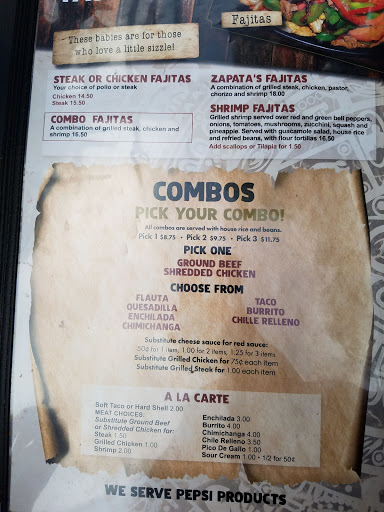 These babies are for those
who love a little sizzle!
Fajitas
STEAK OR CHICKEN FAJITAS
Your choice of pollo or steak
Chicken 14.50
Steak 15.50
COMBO FAJITAS
A combination of grilled steak, chicken and
shrimp 16.50
ZAPATA'S FAJITAS
A combination of grilled steak, chicken, pastor,
chorizo and shrimp 18.00
SHRIMP FAJITAS
Grilled shrimp served over red and green bell peppers,
onions, tomatoes, mushrooms, zucchini, squash and
pineapple. Served with guacamole salad, house rice
and refried beans, with flour tortillas 16.50
Add scallops or Tilapia for 1.50
COMBOS
PICK YOUR COMBO!
All combos are served with house rice and beans.
Pick 1 $8.75 • Pick 2 $9.75 • Pick 3 $11.75
PICK ONE
GROUND BEEF
SHREDDED CHICKEN
CHOOSE FROM
FLAUTA
QUESADILLA
ENCHILADA
CHIMICHANGA
TACO
BURRITO
CHILLE RELLENO
Substitute cheese sauce for red sauce:
50¢ for 1 item, 1.00 for 2 items, 1.25 for 3 items
Substitute Grilled Chicken for 75¢ each item
Substitute Grilled Steak for 1.00 each item
A LA CARTE
Soft Taco or Hard Shell 2.00
MEAT CHOICES:
Substitute Ground Beef
or Shredded Chicken for:
Steak 1.50
Grilled Chicken 1.00
Shrimp 2.00
Enchilada 3.00
Burrito 4.00
Chimichanga 4.00
Chile Relleno 3.50
Pico De Gallo 1.00
Sour Cream 1.00 • 1/2 for 50¢
WE SERVE PEPSI PRODUCTS